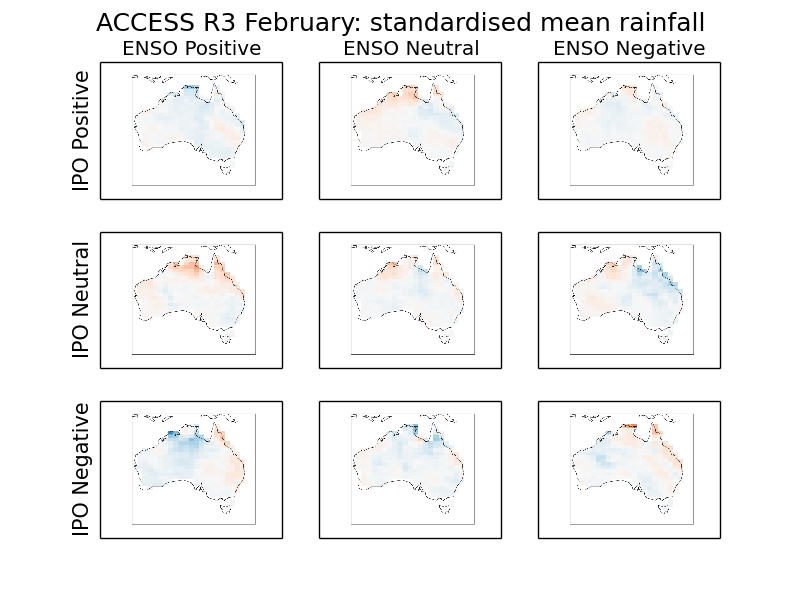 ACCESS R3 February: standardised mean rainfall
ENSO Positive
ENSO Neutral
ENSO Negative
IPO Positive
IPO Neutral
IPO Negative